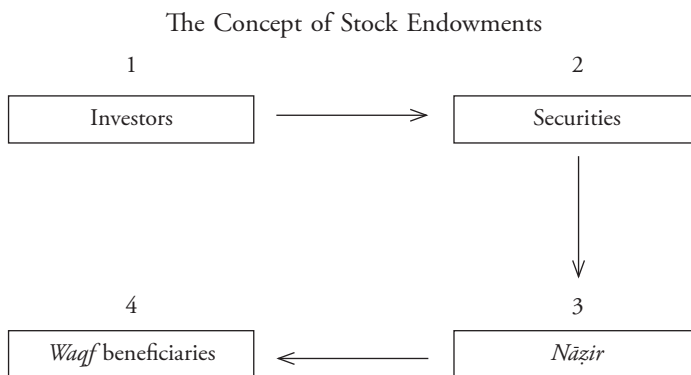 The Concept of Stock Endowments
1
2
Investors
Securities
4
3
Waqf beneficiaries
Nāẓir